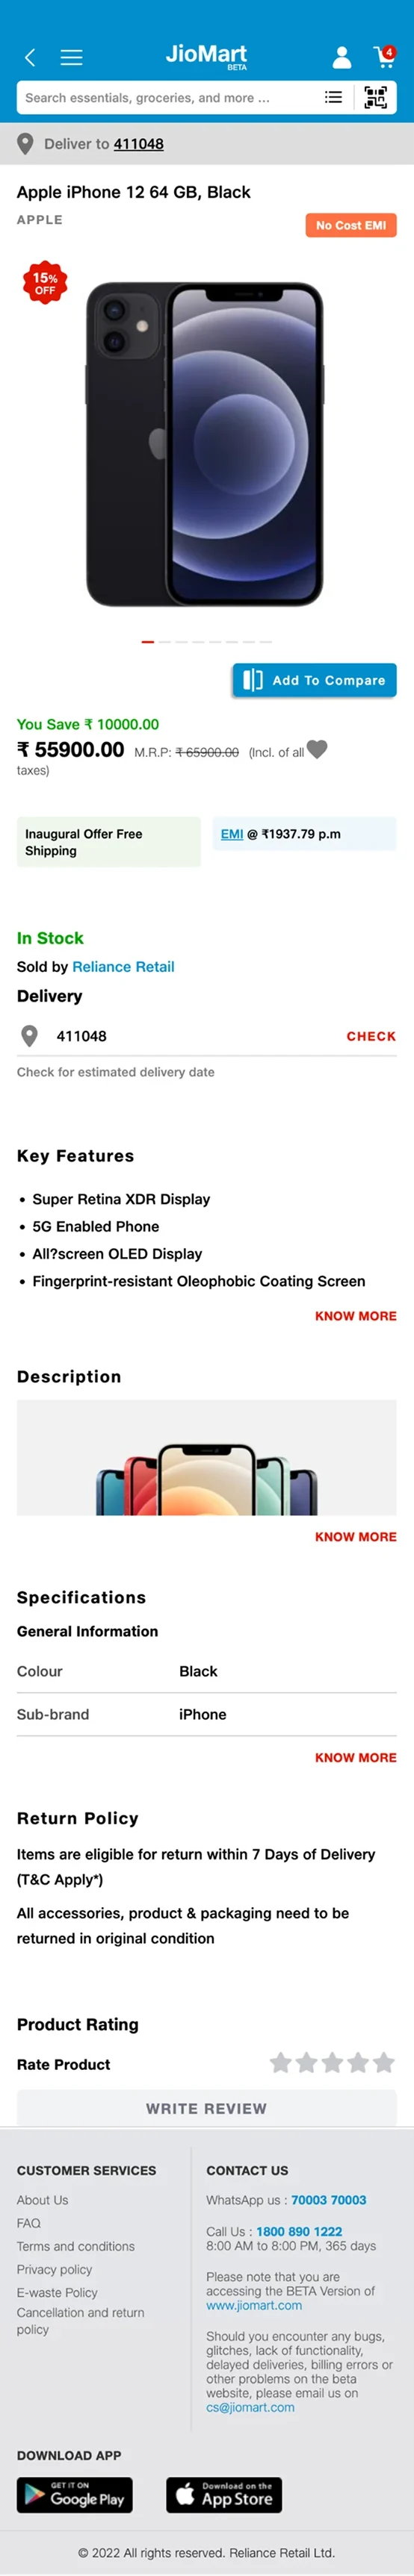 JioMart
BETA
4
Search essentials, groceries, and more ...
Deliver to 411048
Apple iPhone 12 64 GB, Black
APPLE
No Cost EMI
15%
OFF
Add To Compare
You Save ₹ 10000.00
₹ 55900.00 M.R.P: ₹ 65900.00 (Incl. of all
taxes)
Inaugural Offer Free
Shipping
EMI @ ₹1937.79 p.m
In Stock
Sold by Reliance Retail
Delivery
411048
CHECK
Check for estimated delivery date
Key Features
• Super Retina XDR Display
• 5G Enabled Phone
• All?screen OLED Display
• Fingerprint-resistant Oleophobic Coating Screen
KNOW MORE
Description
KNOW MORE
Specifications
General Information
Colour Black
Sub-brand iPhone
KNOW MORE
Return Policy
Items are eligible for return within 7 Days of Delivery
(T&C Apply*)
All accessories, product & packaging need to be
returned in original condition
Product Rating
Rate Product
WRITE REVIEW
CUSTOMER SERVICES
About Us
FAQ
Terms and conditions
Privacy policy
E-waste Policy
Cancellation and return
policy
CONTACT US
WhatsApp us : 70003 70003
Call Us : 1800 890 1222
8:00 AM to 8:00 PM, 365 days
Please note that you are
accessing the BETA Version of
www.jiomart.com
Should you encounter any bugs,
glitches, lack of functionality,
delayed deliveries, billing errors or
other problems on the beta
website, please email us on
cs@jiomart.com
DOWNLOAD APP
GET IT ON
Google Play
Download on the
App Store
© 2022 All rights reserved. Reliance Retail Ltd.